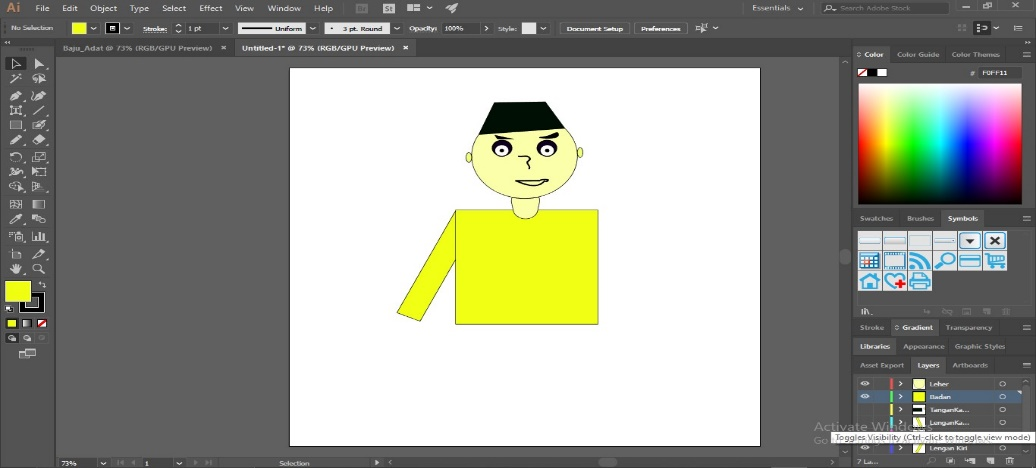 Ai File Edit Object Type Select Effect View Window Help Br St Essentials Search Adobe Stock
No Selection Stroke: 1 pt Uniform 3 pt. Round Opacity: 100% Style: Document Setup Preferences
Baju_Adat @ 73% (RGB/GPU Preview) × Untitled-1* @ 73% (RGB/GPU Preview) ×
Color Color Guide Color Themes
# F0FF11
Swatches Brushes Symbols
Stroke Gradient Transparency
Libraries Appearance Graphic Styles
Asset Export Layers Artboards
Leher
Badan
TanganKa...
LenganKa...
Activate Windows
Toggles Visibility (Ctrl-click to toggle view mode)
Lengan Kiri
73% 1 Selection